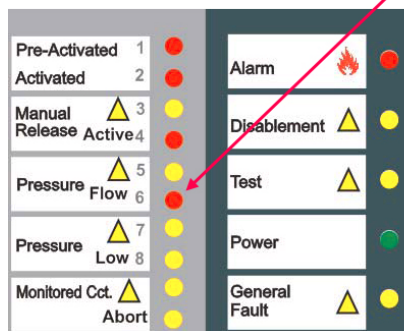 Pre-Activated 1
Activated 2
Manual Release 3
Active 4
Pressure 5
Flow 6
Pressure 7
Low 8
Monitored Cct.
Abort
Alarm
Disablement
Test
Power
General
Fault